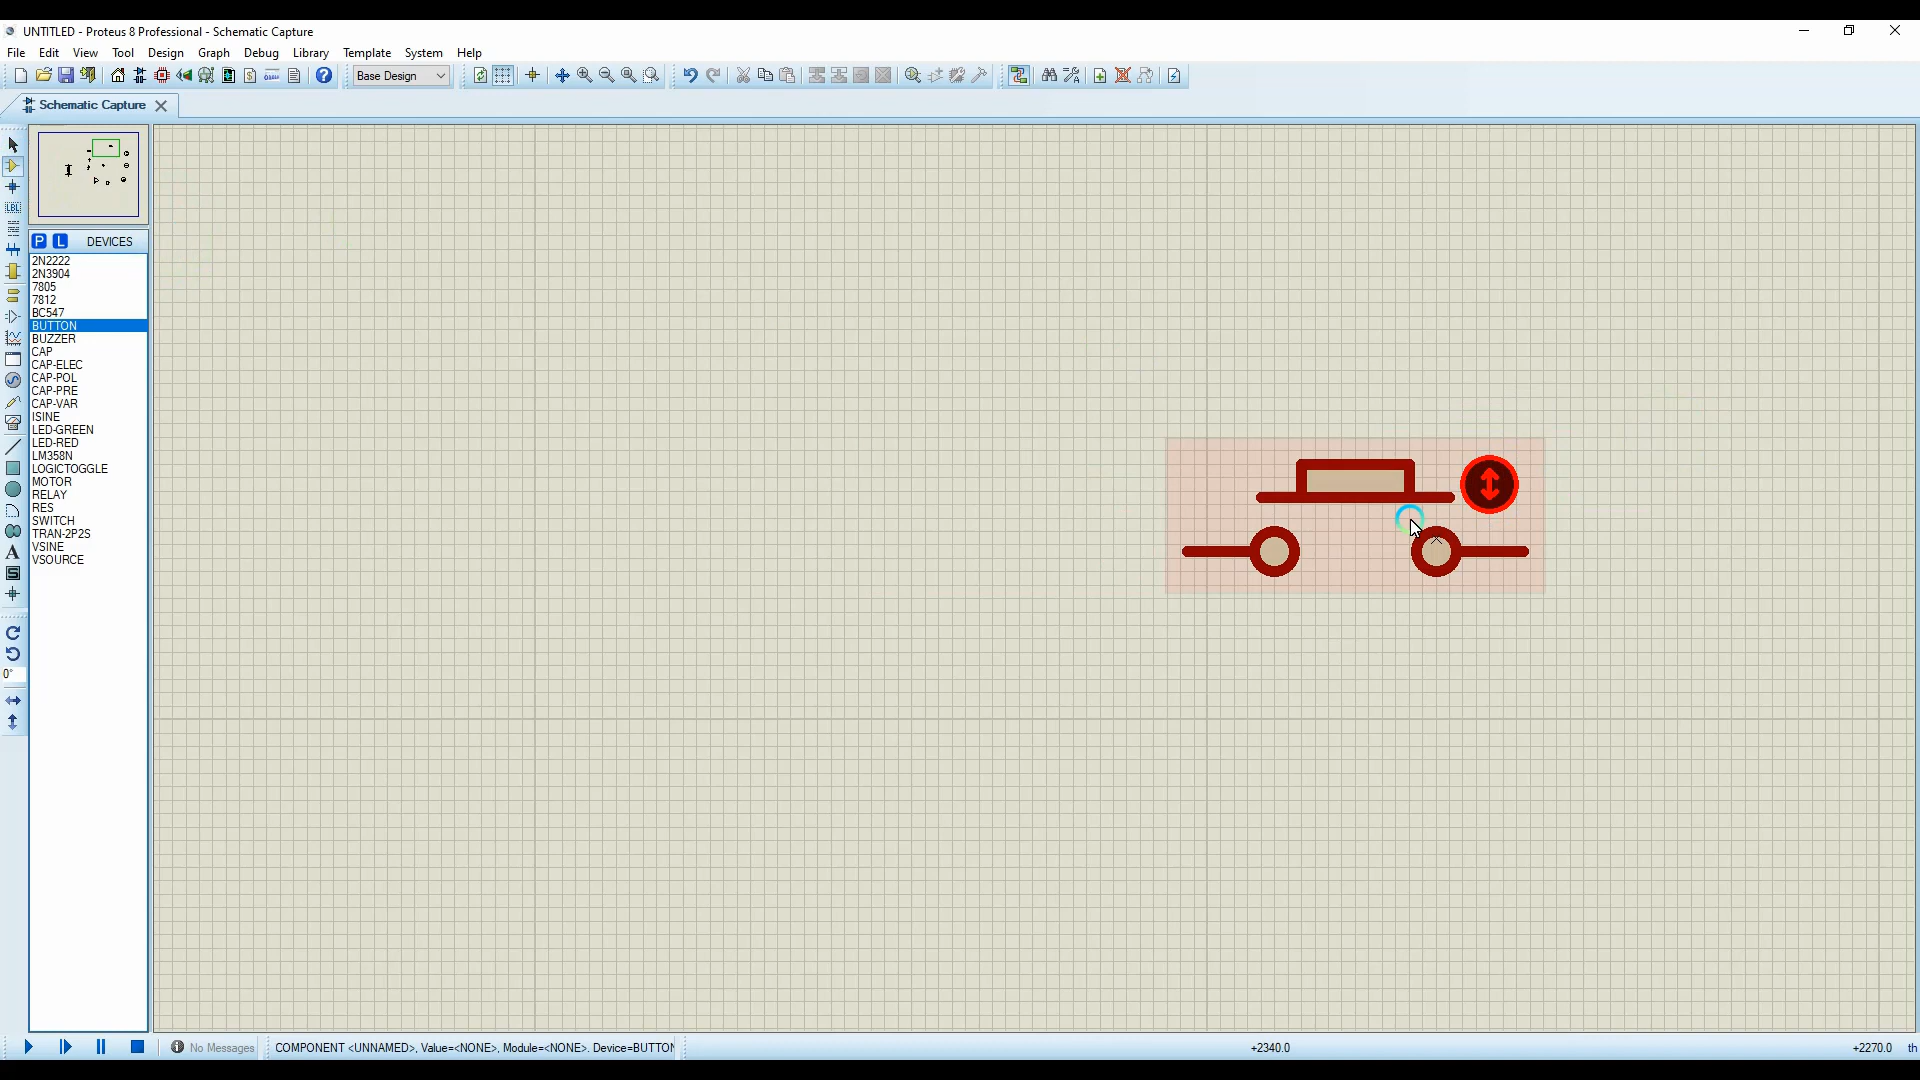 UNTITLED - Proteus 8 Professional - Schematic Capture
File Edit View Tool Design Graph Debug Library Template System Help
Base Design
Schematic Capture
LBL
P L DEVICES
2N2222
2N3904
7805
7812
BC547
BUTTON
BUZZER
CAP
CAP-ELEC
CAP-POL
CAP-PRE
CAP-VAR
ISINE
LED-GREEN
LED-RED
LM358N
LOGICTOGGLE
MOTOR
RELAY
RES
SWITCH
TRAN-2P2S
VSINE
VSOURCE
A
S
0°
No Messages COMPONENT <UNNAMED>, Value=<NONE>, Module=<NONE>. Device=BUTTON +2340.0 +2270.0 th